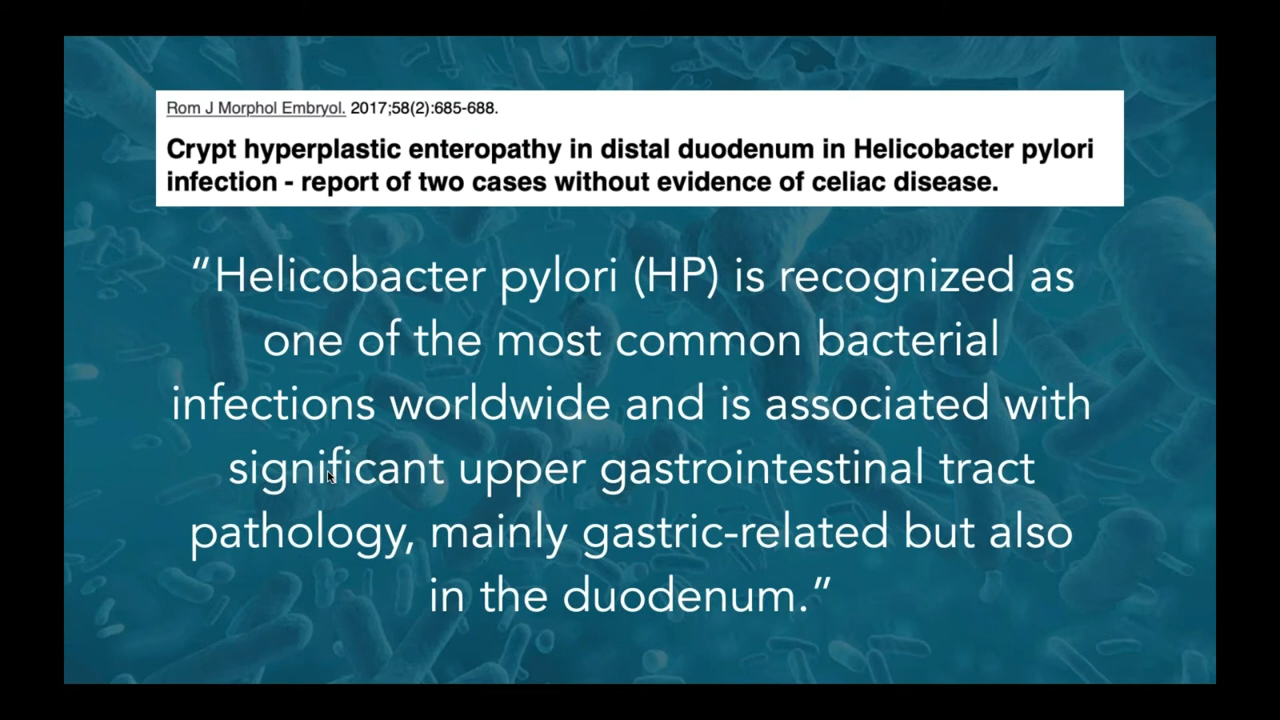 Rom J Morphol Embryol. 2017;58(2):685-688.
Crypt hyperplastic enteropathy in distal duodenum in Helicobacter pylori
infection - report of two cases without evidence of celiac disease.
“Helicobacter pylori (HP) is recognized as
one of the most common bacterial
infections worldwide and is associated with
significant upper gastrointestinal tract
pathology, mainly gastric-related but also
in the duodenum.”